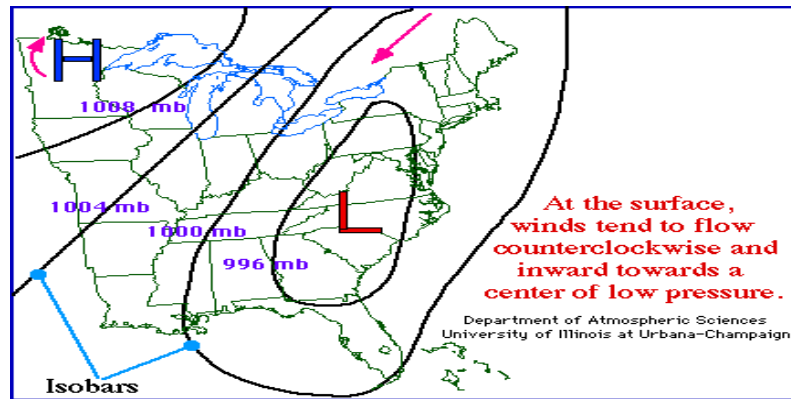 H
1008 mb
1004 mb
1000 mb
996 mb
L
At the surface,
winds tend to flow
counterclockwise and
inward towards a
center of low pressure.
Department of Atmospheric Sciences
University of Illinois at Urbana-Champaign
Isobars